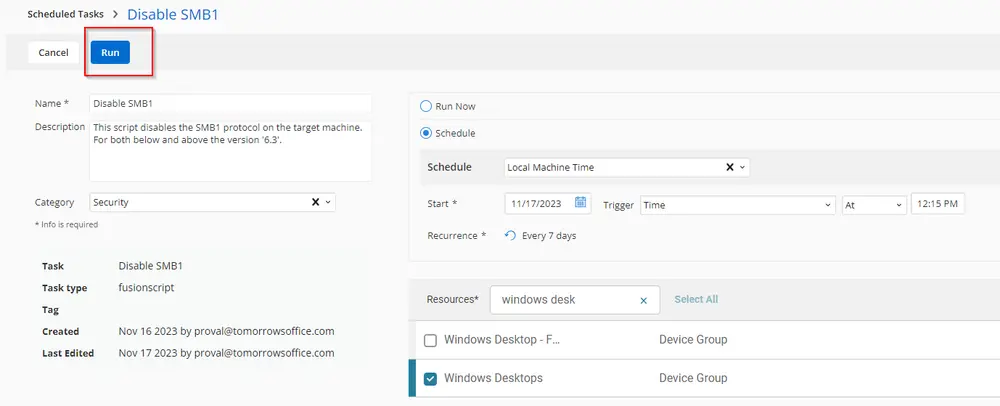 Scheduled Tasks > Disable SMB1
Cancel
Run
Name *
Disable SMB1
Description
This script disables the SMB1 protocol on the target machine.
For both below and above the version '6.3'.
Category
Security
* Info is required
Task Disable SMB1
Task type fusionscript
Tag
Created Nov 16 2023 by proval@tomorrowsoffice.com
Last Edited Nov 17 2023 by proval@tomorrowsoffice.com
Run Now
Schedule
Schedule Local Machine Time
Start * 11/17/2023 Trigger Time At 12:15 PM
Recurrence * Every 7 days
Resources* windows desk Select All
Windows Desktop - F... Device Group
Windows Desktops Device Group